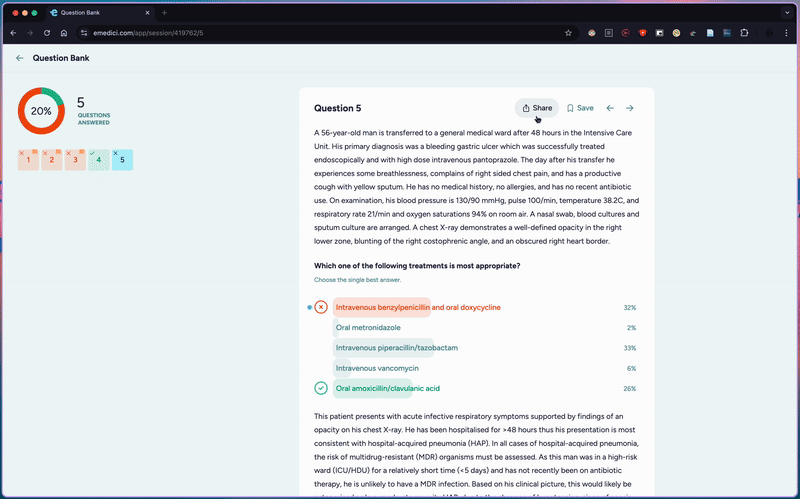 Question Bank
emedici.com/app/session/419762/5
Question Bank
20%
5
QUESTIONS
ANSWERED
1
2
3
4
5
Question 5
Share
Save
A 56-year-old man is transferred to a general medical ward after 48 hours in the Intensive Care
Unit. His primary diagnosis was a bleeding gastric ulcer which was successfully treated
endoscopically and with high dose intravenous pantoprazole. The day after his transfer he
experiences some breathlessness, complains of right sided chest pain, and has a productive
cough with yellow sputum. He has no medical history, no allergies, and has no recent antibiotic
use. On examination, his blood pressure is 130/90 mmHg, pulse 100/min, temperature 38.2C, and
respiratory rate 21/min and oxygen saturations 94% on room air. A nasal swab, blood cultures and
sputum culture are arranged. A chest X-ray demonstrates a well-defined opacity in the right
lower zone, blunting of the right costophrenic angle, and an obscured right heart border.
Which one of the following treatments is most appropriate?
Choose the single best answer.
Intravenous benzylpenicillin and oral doxycycline 32%
Oral metronidazole 2%
Intravenous piperacillin/tazobactam 33%
Intravenous vancomycin 6%
Oral amoxicillin/clavulanic acid 26%
This patient presents with acute infective respiratory symptoms supported by findings of an
opacity on his chest X-ray. He has been hospitalised for >48 hours thus his presentation is most
consistent with hospital-acquired pneumonia (HAP). In all cases of hospital-acquired pneumonia,
the risk of multidrug-resistant (MDR) organisms must be assessed. As this man was in a high-risk
ward (ICU/HDU) for a relatively short time (<5 days) and has not recently been on antibiotic
therapy, he is unlikely to have a MDR infection. Based on his clinical picture, this would likely be